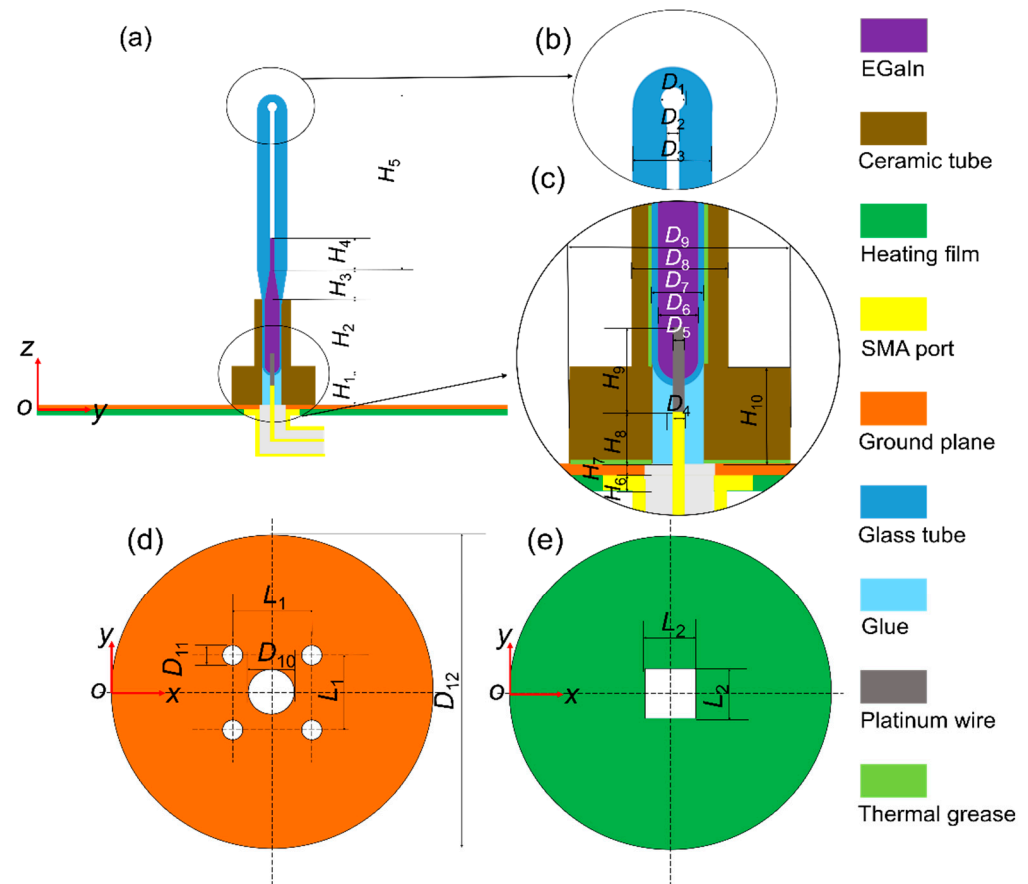 (a)
H5
H4
H3
H2
H1
z
o
y
(b)
D1
D2
D3
(c)
D9
D8
D7
D6
D5
H9
D4
H10
H8
H7
H6
(d)
L1
D11
D10
L1
D12
y
o
x
(e)
L2
L2
y
o
x
EGaIn
Ceramic tube
Heating film
SMA port
Ground plane
Glass tube
Glue
Platinum wire
Thermal grease